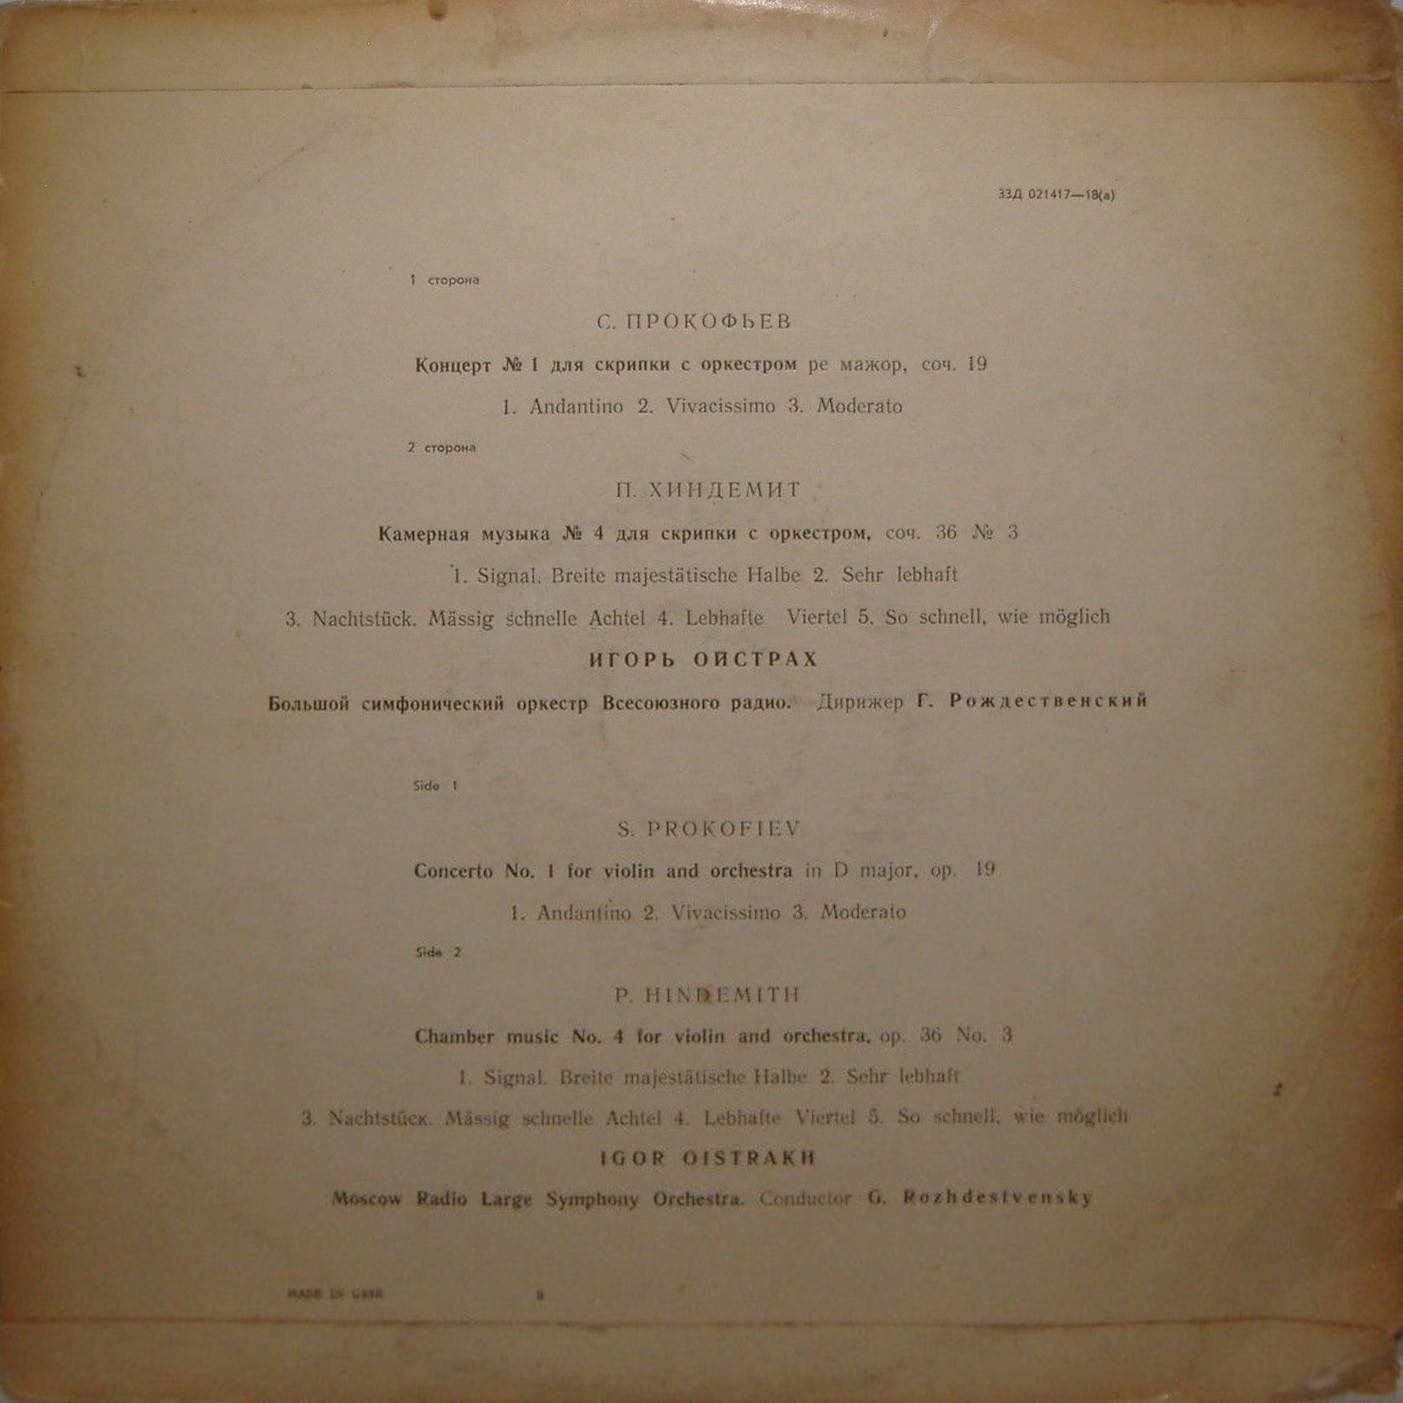 33Д 021417—18(а)
1 сторона
С. ПРОКОФЬЕВ
Концерт № 1 для скрипки с оркестром ре мажор, соч. 19
1. Andantino 2. Vivacissimo 3. Moderato
2 сторона
П. ХИНДЕМИТ
Камерная музыка № 4 для скрипки с оркестром, соч. 36 № 3
1. Signal. Breite majestätische Halbe 2. Sehr lebhaft
3. Nachtstück. Mässig schnelle Achtel 4. Lebhafte Viertel 5. So schnell, wie möglich
ИГОРЬ ОЙСТРАХ
Большой симфонический оркестр Всесоюзного радио. Дирижер Г. Рождественский
Side 1
S. PROKOFIEV
Concerto No. 1 for violin and orchestra in D major, op. 19
1. Andantino 2. Vivacissimo 3. Moderato
Side 2
P. HINDEMITH
Chamber music No. 4 for violin and orchestra, op. 36 No. 3
1. Signal. Breite majestätische Halbe 2. Sehr lebhaft
3. Nachtstück. Mässig schnelle Achtel 4. Lebhafte Viertel 5. So schnell, wie möglich
IGOR OISTRAKH
Moscow Radio Large Symphony Orchestra. Conductor G. Rozhdestvensky
MADE IN USSR